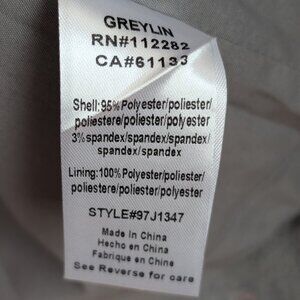 GREYLIN
RN#112282
CA#61133
Shell:95%Polyester/poliester/
poliestere/poliester/polyester
3%spandex/spandex/spandex/
spandex/spandex
Lining:100%Polyester/poliester/
poliestere/poliester/polyester
STYLE#97J1347
Made in China
Hecho en China
Fabrique en China
See Reverse for care